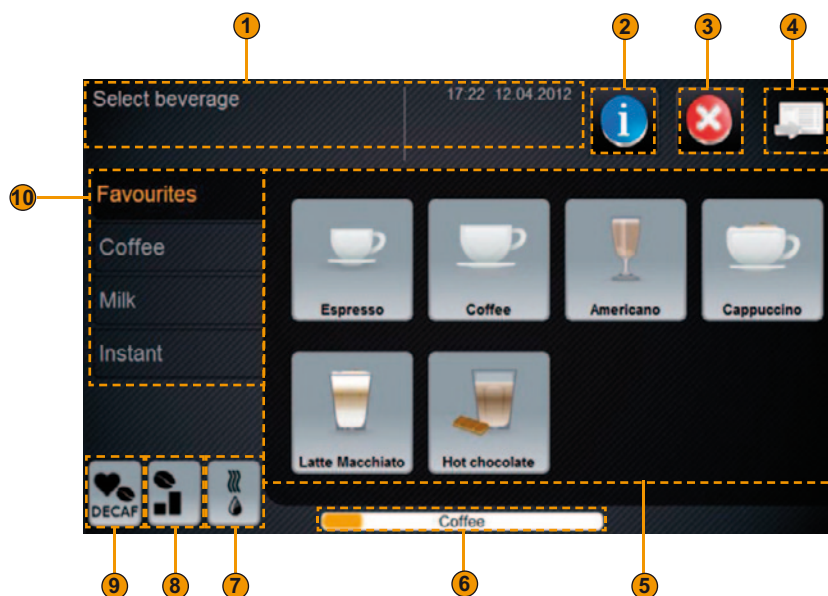 1
2
3
4
Select beverage
17:22 12.04.2012
10
Favourites
Coffee
Milk
Instant
Espresso
Coffee
Americano
Cappuccino
Latte Macchiato
Hot chocolate
DECAF
Coffee
9
8
7
6
5